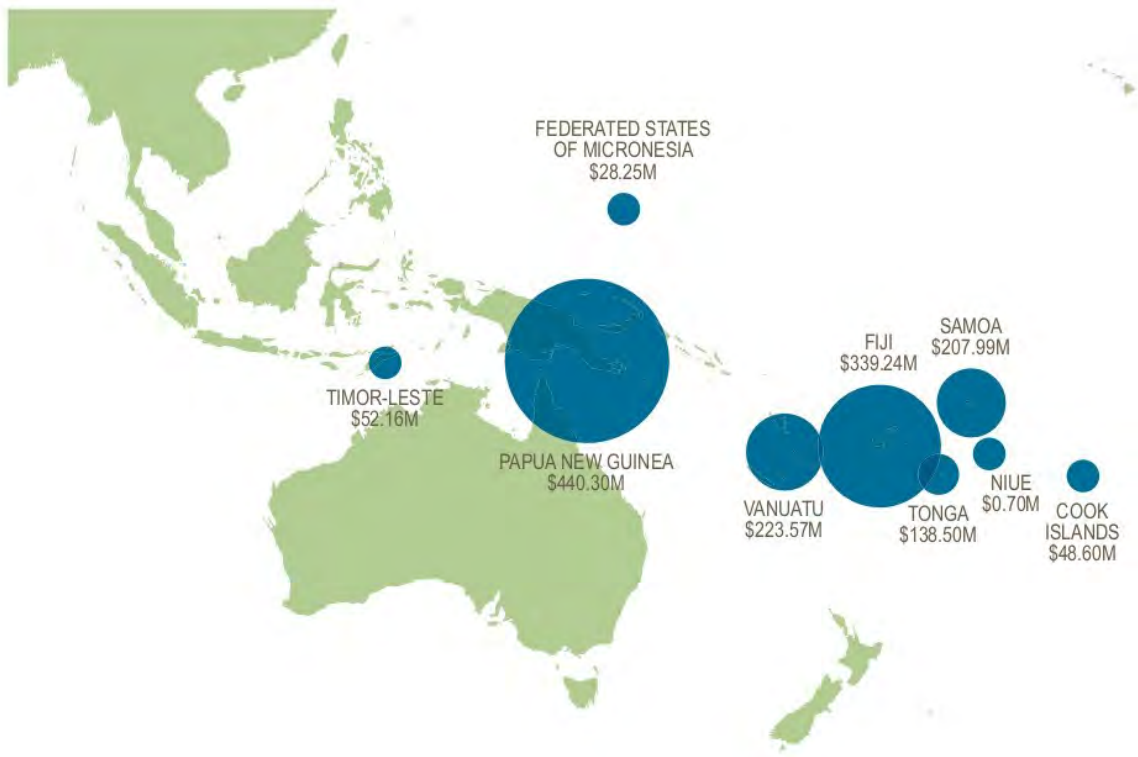 FEDERATED STATES
OF MICRONESIA
$28.25M
SAMOA
$207.99M
FIJI
$339.24M
TIMOR-LESTE
$52.16M
PAPUA NEW GUINEA
$440.30M
VANUATU
$223.57M
TONGA
$138.50M
NIUE
$0.70M
COOK
ISLANDS
$48.60M